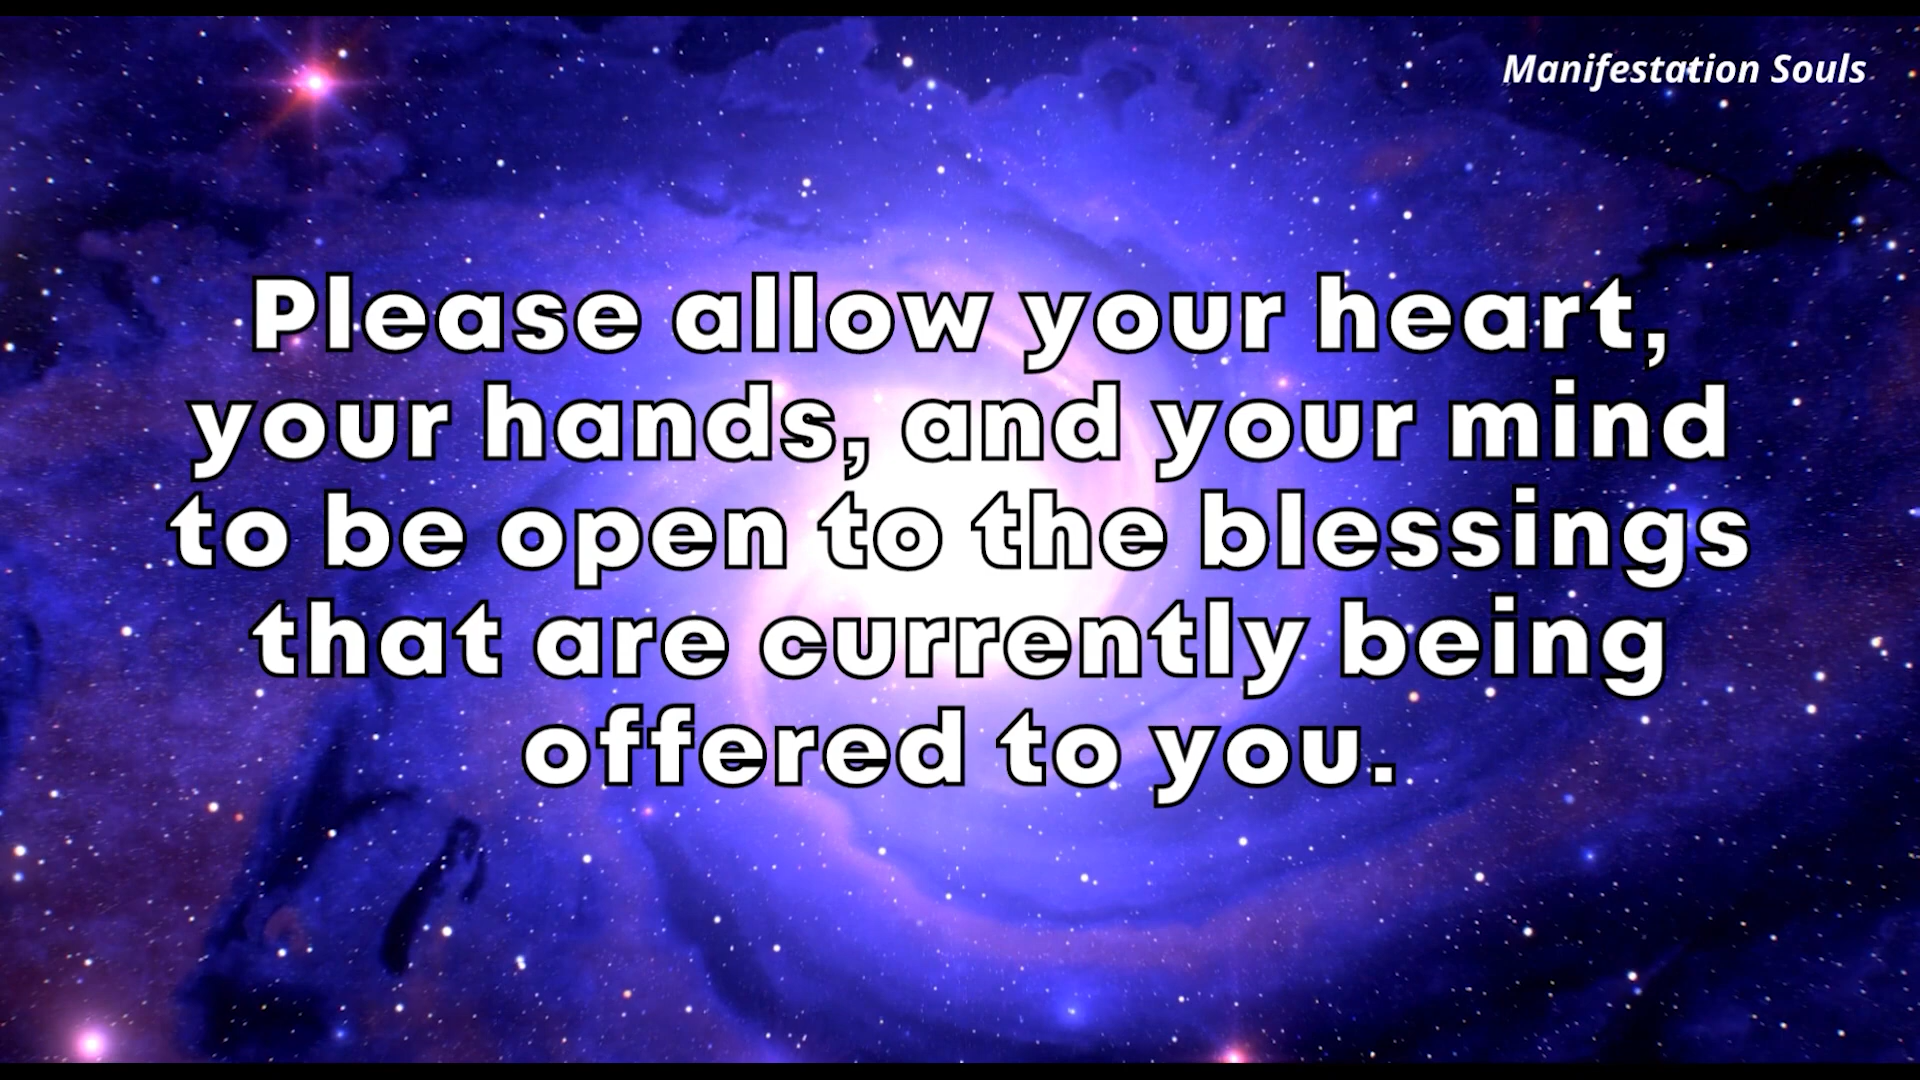 Manifestation Souls
Please allow your heart,
your hands, and your mind
to be open to the blessings
that are currently being
offered to you.